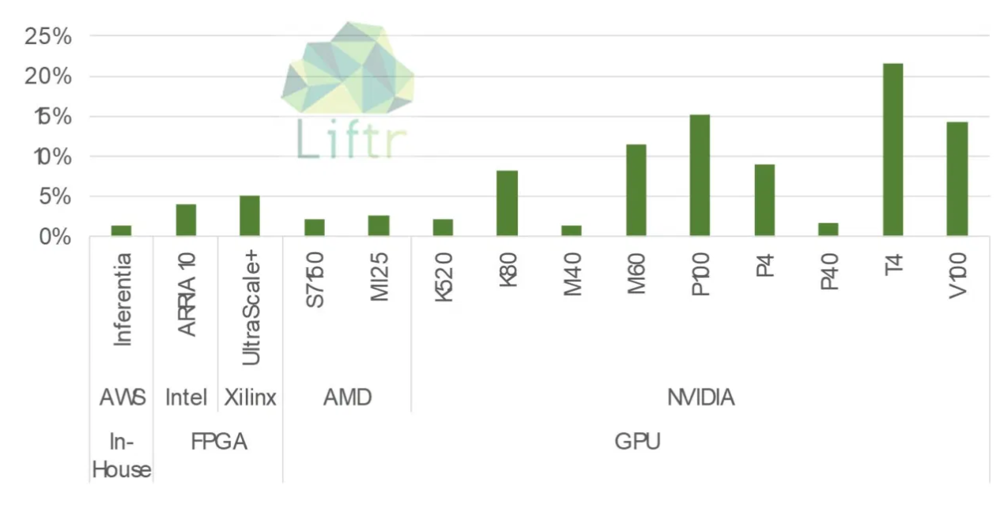 25%
20%
15%
10%
5%
0%
Liftr
Inferentia
ARRIA 10
UltraScale+
S7150
MI25
K520
K80
M40
M60
P100
P4
P40
T4
V100
AWS
Intel
Xilinx
AMD
NVIDIA
In-
House
FPGA
GPU